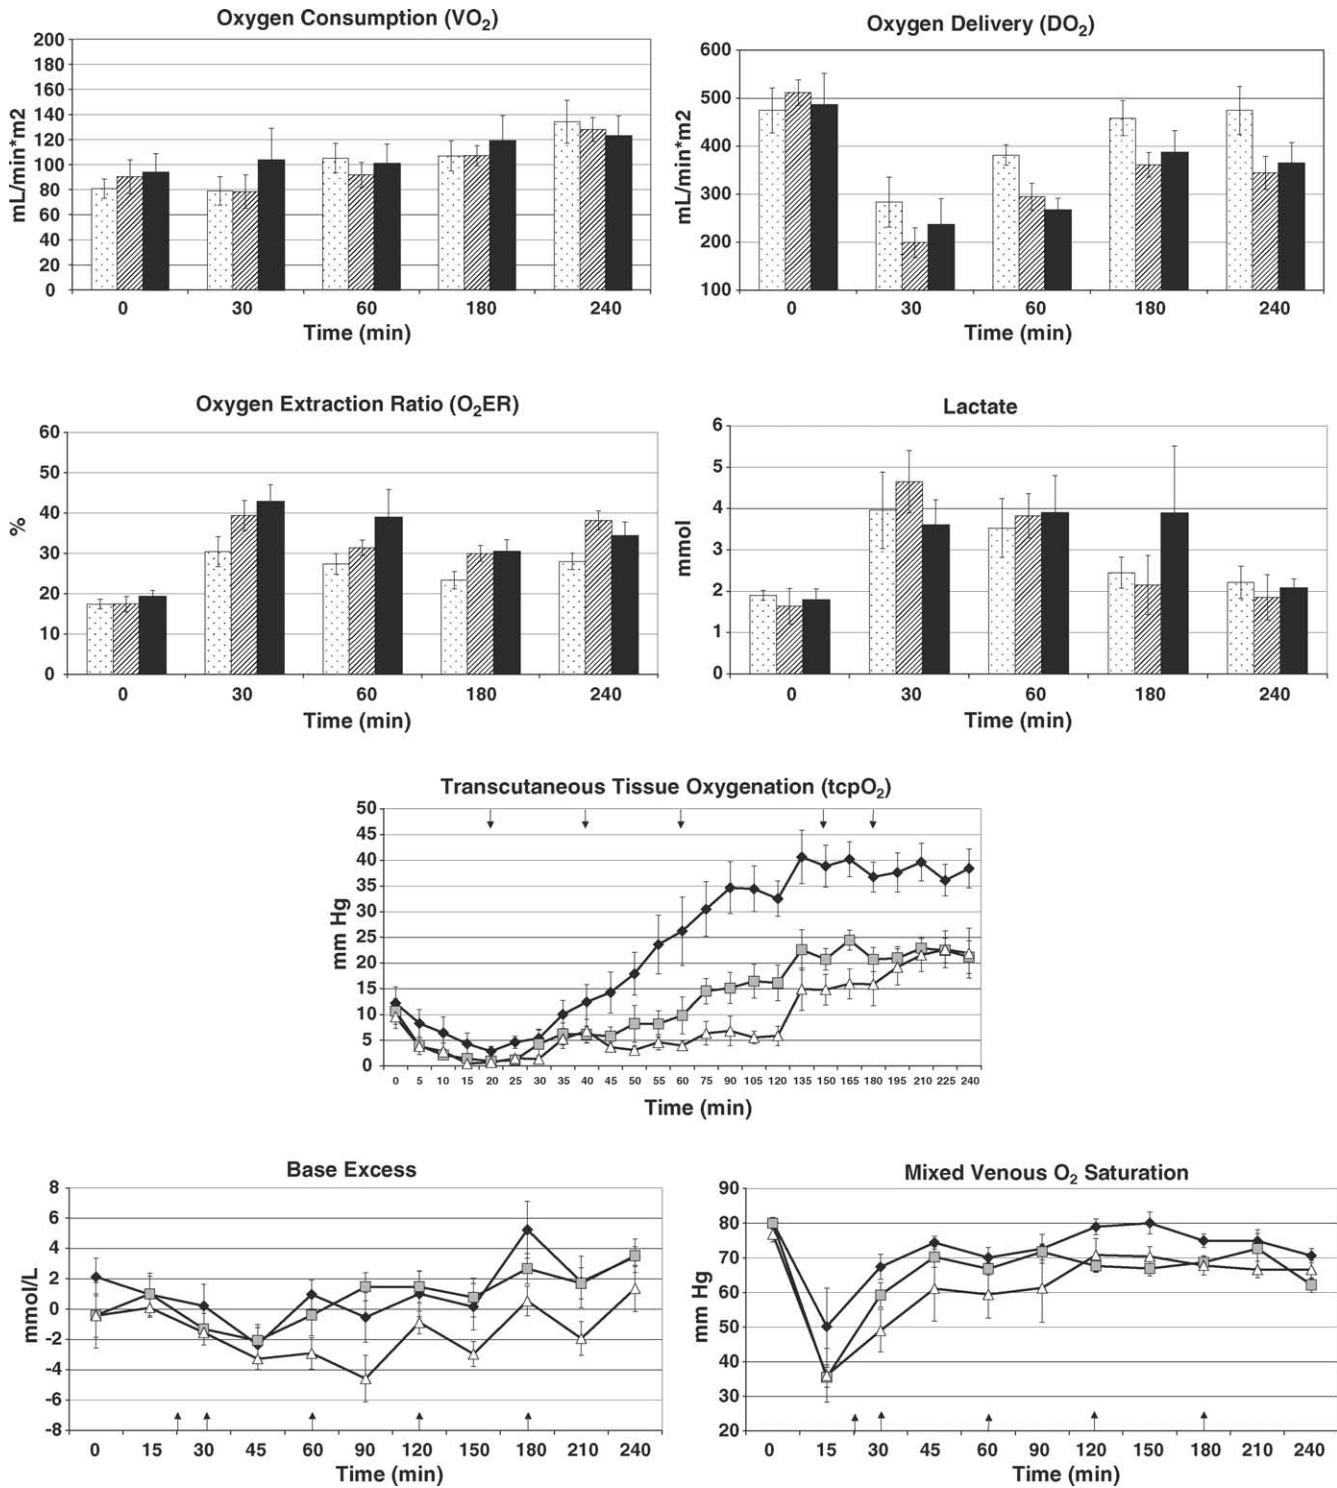 Oxygen Consumption (VO2)
mL/min*m2
200
180
160
140
120
100
80
60
40
20
0
0 30 60 180 240
Time (min)
Oxygen Delivery (DO2)
mL/min*m2
600
500
400
300
200
100
0 30 60 180 240
Time (min)
Oxygen Extraction Ratio (O2ER)
%
60
50
40
30
20
10
0
0 30 60 180 240
Time (min)
Lactate
mmol
6
5
4
3
2
1
0
0 30 60 180 240
Time (min)
Transcutaneous Tissue Oxygenation (tcpO2)
mm Hg
50
45
40
35
30
25
20
15
10
5
0
0 5 10 15 20 25 30 35 40 45 50 55 60 75 90 105 120 135 150 165 180 195 210 225 240
Time (min)
Base Excess
mmol/L
8
6
4
2
0
-2
-4
-6
-8
0 15 30 45 60 90 120 150 180 210 240
Time (min)
Mixed Venous O2 Saturation
mm Hg
90
80
70
60
50
40
30
20
0 15 30 45 60 90 120 150 180 210 240
Time (min)